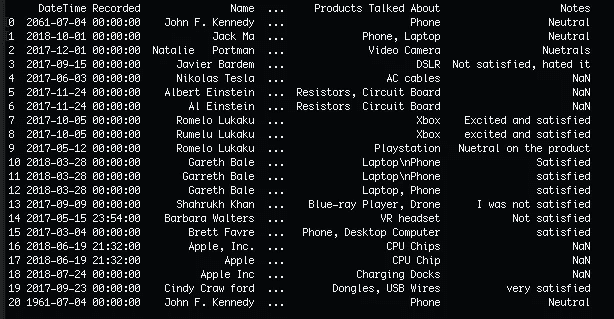 DateTime Recorded Name ... Products Talked About Notes
0 2061-07-04 00:00:00 John F. Kennedy ... Phone Neutral
1 2018-10-01 00:00:00 Jack Ma ... Phone, Laptop Neutral
2 2017-12-01 00:00:00 Natalie Portman ... Video Camera Nuetrals
3 2017-09-15 00:00:00 Javier Bardem ... DSLR Not satisfied, hated it
4 2017-06-03 00:00:00 Nikolas Tesla ... AC cables NaN
5 2017-11-24 00:00:00 Albert Einstein ... Resistors, Circuit Board NaN
6 2017-11-24 00:00:00 Al Einstein ... Resistors Circuit Board NaN
7 2017-10-05 00:00:00 Romelo Lukaku ... Xbox Excited and satisfied
8 2017-10-05 00:00:00 Romelu Lukaku ... Xbox excited and satisfied
9 2017-05-12 00:00:00 Romelo Lukaku ... Playstation Nuetral on the product
10 2018-03-28 00:00:00 Gareth Bale ... Laptop\nPhone Satisfied
11 2018-03-28 00:00:00 Gareth Bale ... Laptop\nPhone satisfied
12 2018-03-28 00:00:00 Gareth Bale ... Laptop, Phone satisfied
13 2017-09-09 00:00:00 Shahrukh Khan ... Blue-ray Player, Drone I was not satisfied
14 2017-05-15 23:54:00 Barbara Walters ... VR headset Not satisfied
15 2017-03-04 00:00:00 Brett Favre ... Phone, Desktop Computer satisfied
16 2018-06-19 21:32:00 Apple, Inc. ... CPU Chips NaN
17 2018-06-19 21:32:00 Apple ... CPU Chip NaN
18 2018-07-24 00:00:00 Apple Inc ... Charging Docks NaN
19 2017-09-23 00:00:00 Cindy Craw ford ... Dongles, USB Wires very satisfied
20 1961-07-04 00:00:00 John F. Kennedy ... Phone Neutral